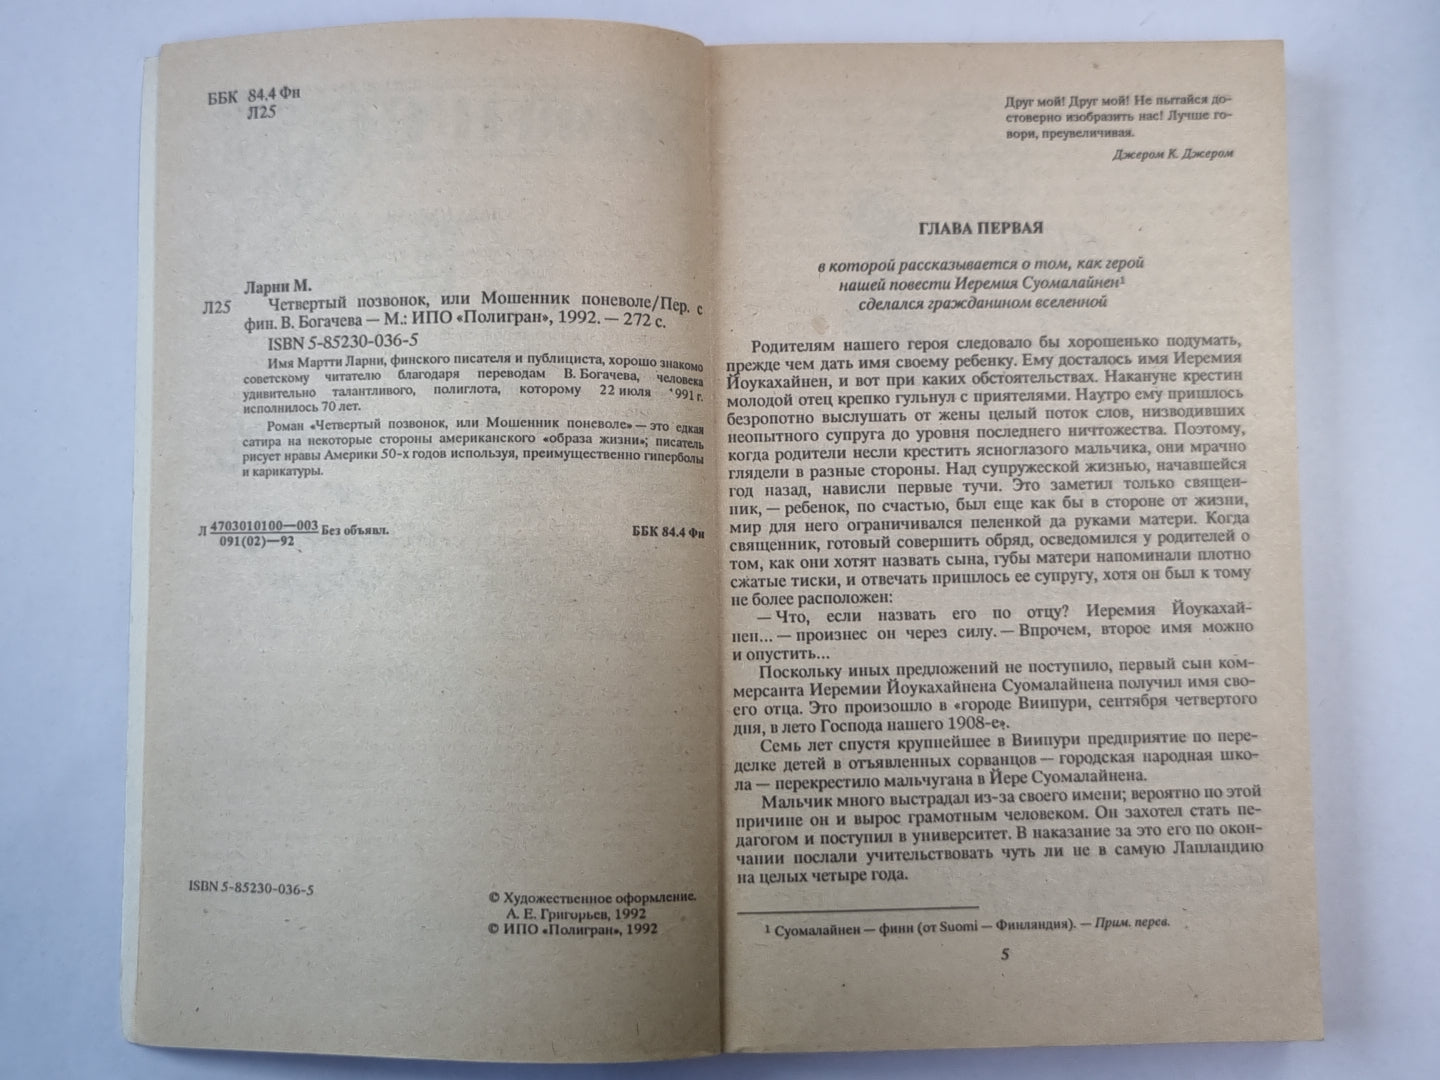 ББК 84.4 Фн
Л25
Ларни М.
Л25 Четвертый позвонок, или Мошенник поневоле/Пер. с
фин. В. Богачева — М.: ИПО «Полигран», 1992. — 272 с.
ISBN 5-85230-036-5
Имя Мартти Ларни, финского писателя и публициста, хорошо знакомо
советскому читателю благодаря переводам В. Богачева, человека
удивительно талантливого, полиглота, которому 22 июля 1991 г.
исполнилось 70 лет.
Роман «Четвертый позвонок, или Мошенник поневоле» — это едкая
сатира на некоторые стороны американского «образа жизни»; писатель
рисует нравы Америки 50-х годов используя, преимущественно гиперболы
и карикатуры.
Л 4703010100—003 Без объявл. ББК 84.4 Фн
091(02)—92
ISBN 5-85230-036-5
© Художественное оформление.
А. Е. Григорьев, 1992
© ИПО «Полигран», 1992
Друг мой! Друг мой! Не пытайся до-
стоверно изобразить нас! Лучше го-
вори, преувеличивая.
Джером К. Джером
ГЛАВА ПЕРВАЯ
в которой рассказывается о том, как герой
нашей повести Иеремия Суомалайнен¹
сделался гражданином вселенной
Родителям нашего героя следовало бы хорошенько подумать,
прежде чем дать имя своему ребенку. Ему досталось имя Иеремия
Йоукахайнен, и вот при каких обстоятельствах. Накануне крестин
молодой отец крепко гульнул с приятелями. Наутро ему пришлось
безропотно выслушать от жены целый поток слов, низводивших
неопытного супруга до уровня последнего ничтожества. Поэтому,
когда родители несли крестить ясноглазого мальчика, они мрачно
глядели в разные стороны. Над супружеской жизнью, начавшейся
год назад, нависли первые тучи. Это заметил только священ-
ник, — ребенок, по счастью, был еще как бы в стороне от жизни,
мир для него ограничивался пеленкой да руками матери. Когда
священник, готовый совершить обряд, осведомился у родителей о
том, как они хотят назвать сына, губы матери напоминали плотно
сжатые тиски, и отвечать пришлось ее супругу, хотя он был к тому
не более расположен:
— Что, если назвать его по отцу? Иеремия Йоукахай-
нен... — произнес он через силу. — Впрочем, второе имя можно
и опустить...
Поскольку иных предложений не поступило, первый сын ком-
мерсанта Иеремии Йоукахайнена Суомалайнена получил имя сво-
его отца. Это произошло в «городе Виипури, сентября четвертого
дня, в лето Господа нашего 1908-е».
Семь лет спустя крупнейшее в Виипури предприятие по пере-
делке детей в отъявленных сорванцов — городская народная шко-
ла — перекрестило мальчугана в Йере Суомалайнена.
Мальчик много выстрадал из-за своего имени; вероятно по этой
причине он и вырос грамотным человеком. Он захотел стать пе-
дагогом и поступил в университет. В наказание за это его по окон-
чании послали учительствовать чуть ли не в самую Лапландию
на целых четыре года.
¹ Суомалайнен — финн (от Suomi — Финляндия). — Прим. перев.
5